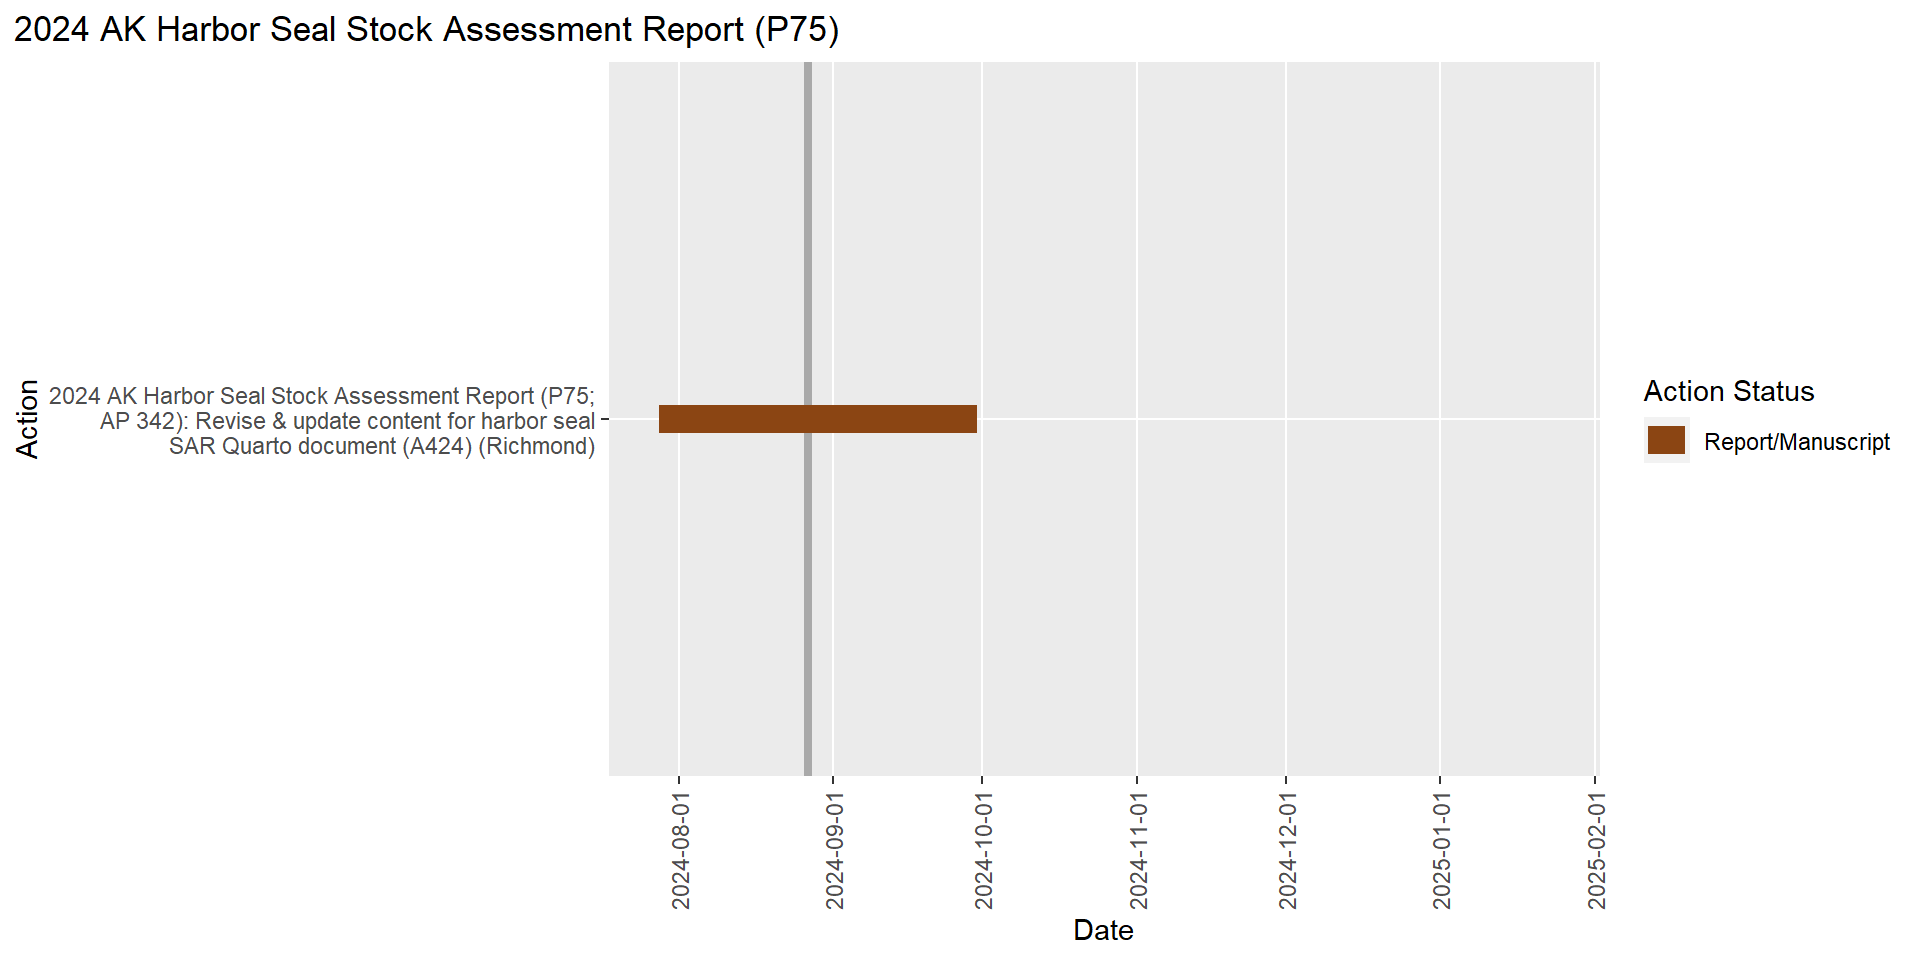 2024 AK Harbor Seal Stock Assessment Report (P75)
Action
2024 AK Harbor Seal Stock Assessment Report (P75;
AP 342): Revise & update content for harbor seal
SAR Quarto document (A424) (Richmond)
2024-08-01
2024-09-01
2024-10-01
2024-11-01
2024-12-01
2025-01-01
2025-02-01
Date
Action Status
Report/Manuscript